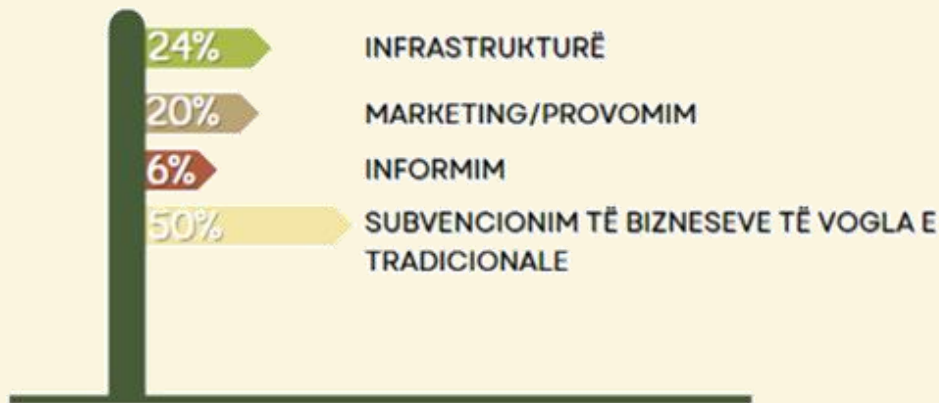 24% INFRASTRUKTURË
20% MARKETING/PROVOMIM
6% INFORMIM
50% SUBVENCIONIM TË BIZNESEVE TË VOGLA E
TRADICIONALE